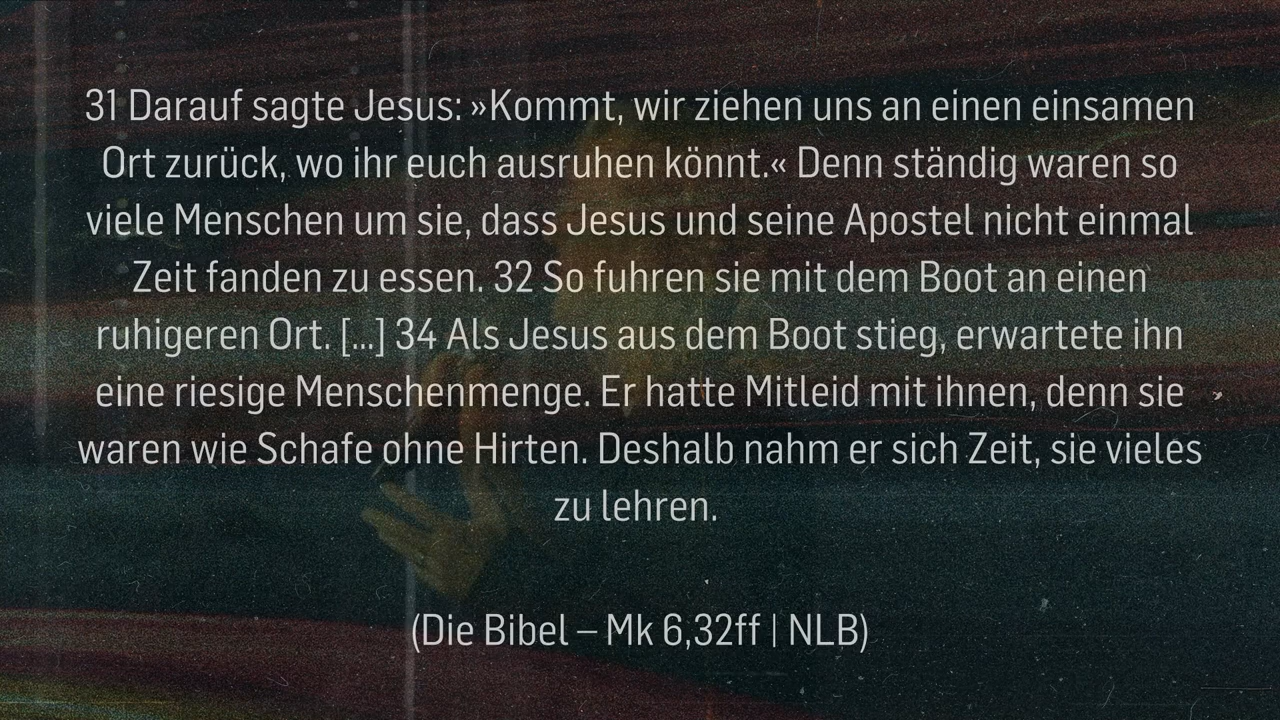 31 Darauf sagte Jesus: »Kommt, wir ziehen uns an einen einsamen
Ort zurück, wo ihr euch ausruhen könnt.« Denn ständig waren so
viele Menschen um sie, dass Jesus und seine Apostel nicht einmal
Zeit fanden zu essen. 32 So fuhren sie mit dem Boot an einen
ruhigeren Ort. [...] 34 Als Jesus aus dem Boot stieg, erwartete ihn
eine riesige Menschenmenge. Er hatte Mitleid mit ihnen, denn sie
waren wie Schafe ohne Hirten. Deshalb nahm er sich Zeit, sie vieles
zu lehren.
(Die Bibel – Mk 6,32ff | NLB)